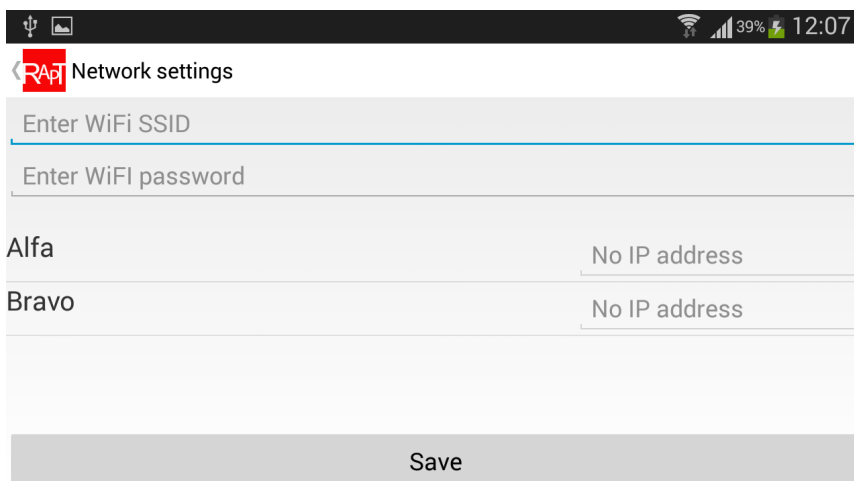 39% 12:07
RApT Network settings
Enter WiFi SSID
Enter WiFI password
Alfa No IP address
Bravo No IP address
Save